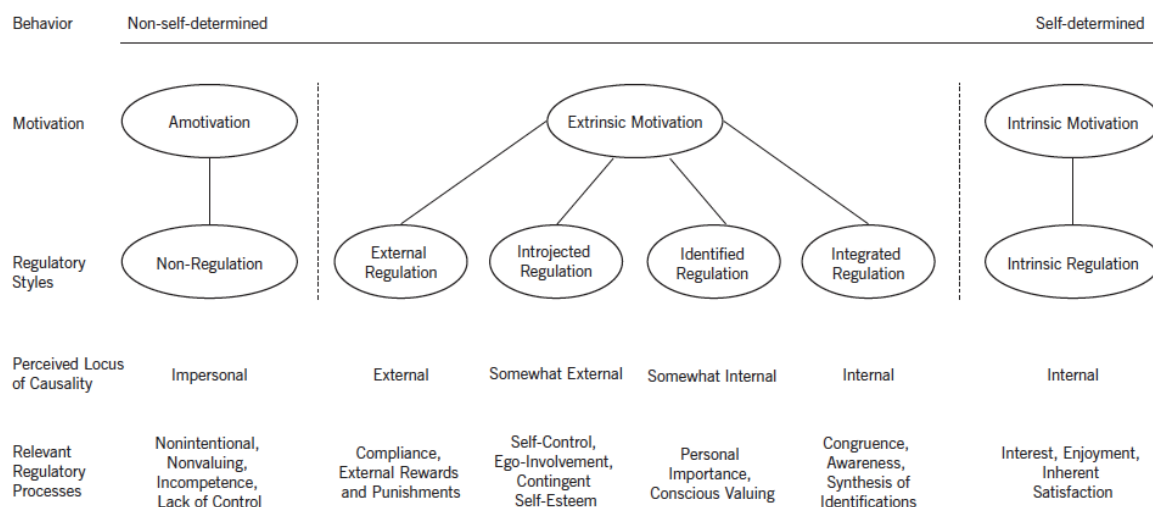 Behavior Non-self-determined Self-determined
Motivation Amotivation Extrinsic Motivation Intrinsic Motivation
Regulatory
Styles
Non-Regulation
External
Regulation
Introjected
Regulation
Identified
Regulation
Integrated
Regulation
Intrinsic Regulation
Perceived Locus
of Causality
Impersonal
External
Somewhat External
Somewhat Internal
Internal
Internal
Relevant
Regulatory
Processes
Nonintentional,
Nonvaluing,
Incompetence,
Lack of Control
Compliance,
External Rewards
and Punishments
Self-Control,
Ego-Involvement,
Contingent
Self-Esteem
Personal
Importance,
Conscious Valuing
Congruence,
Awareness,
Synthesis of
Identifications
Interest, Enjoyment,
Inherent
Satisfaction